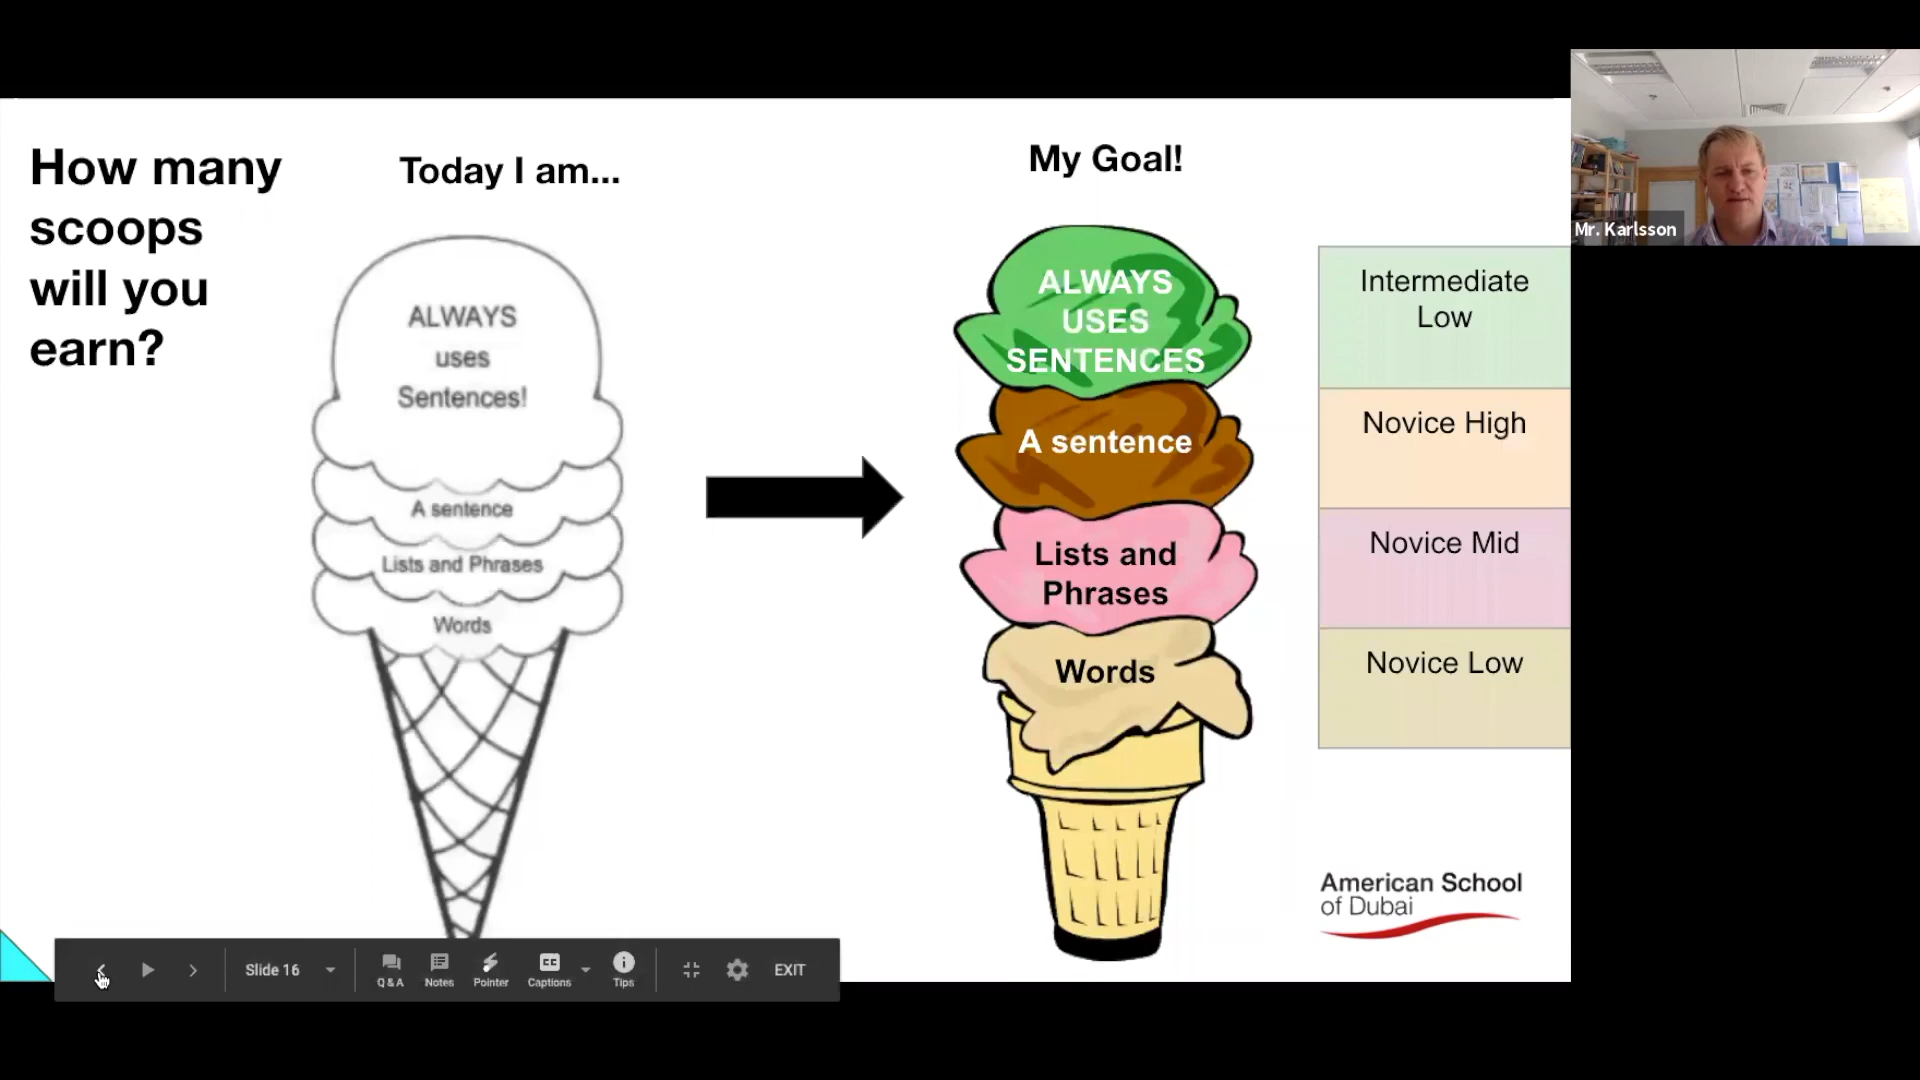 How many
scoops
will you
earn?
Today I am...
ALWAYS
uses
Sentences!
A sentence
Lists and Phrases
Words
My Goal!
ALWAYS
USES
SENTENCES
A sentence
Lists and
Phrases
Words
Intermediate
Low
Novice High
Novice Mid
Novice Low
American School
of Dubai
Mr. Karlsson
Slide 16
Q & A
Notes
Pointer
CC
Captions
Tips
EXIT